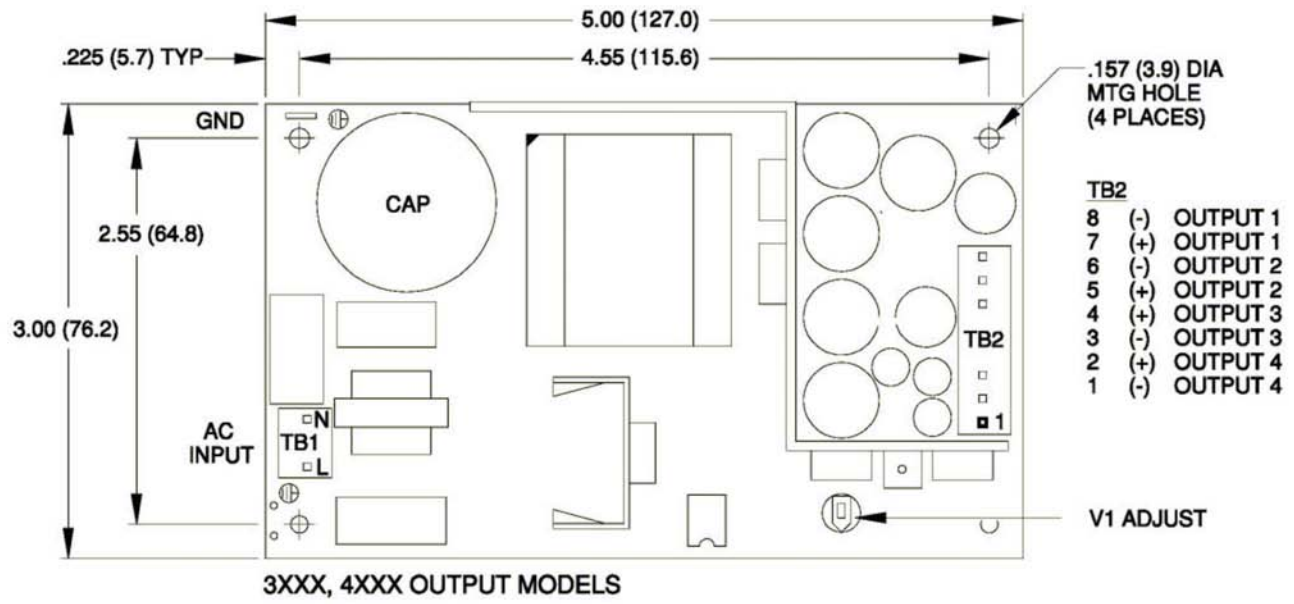 5.00 (127.0)
.225 (5.7) TYP
4.55 (115.6)
.157 (3.9) DIA
MTG HOLE
(4 PLACES)
GND
CAP
2.55 (64.8)
3.00 (76.2)
TB2
8 (-) OUTPUT 1
7 (+) OUTPUT 1
6 (-) OUTPUT 2
5 (+) OUTPUT 2
4 (+) OUTPUT 3
3 (-) OUTPUT 3
2 (+) OUTPUT 4
1 (-) OUTPUT 4
TB2
1
AC
INPUT
N
TB1
L
V1 ADJUST
3XXX, 4XXX OUTPUT MODELS